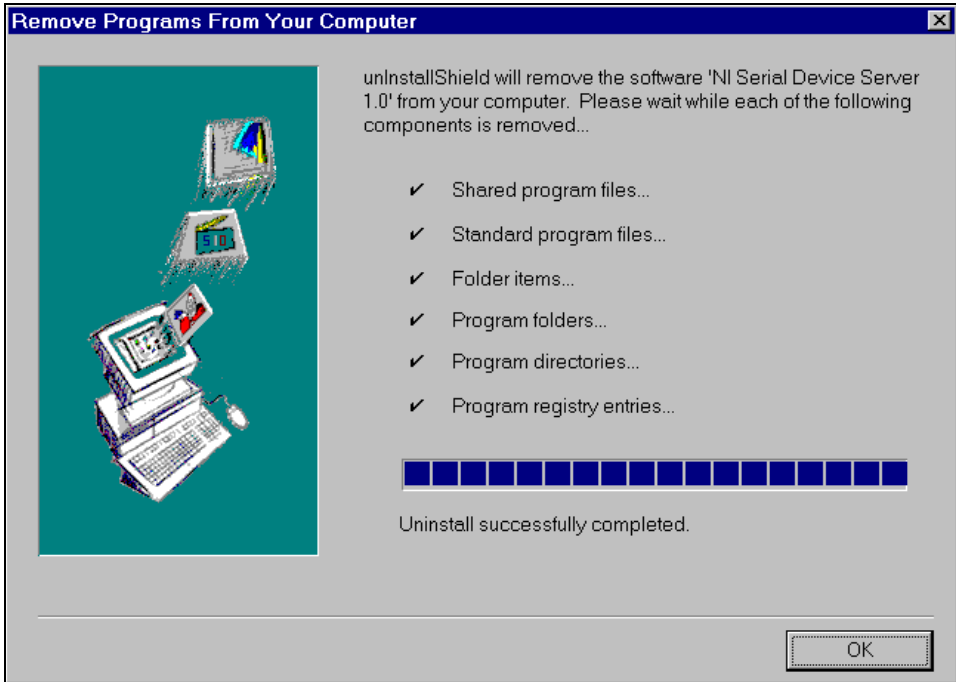 Remove Programs From Your Computer
unInstallShield will remove the software 'NI Serial Device Server
1.0' from your computer.  Please wait while each of the following
components is removed...
Shared program files...
Standard program files...
Folder items...
Program folders...
Program directories...
Program registry entries...
Uninstall successfully completed.
OK